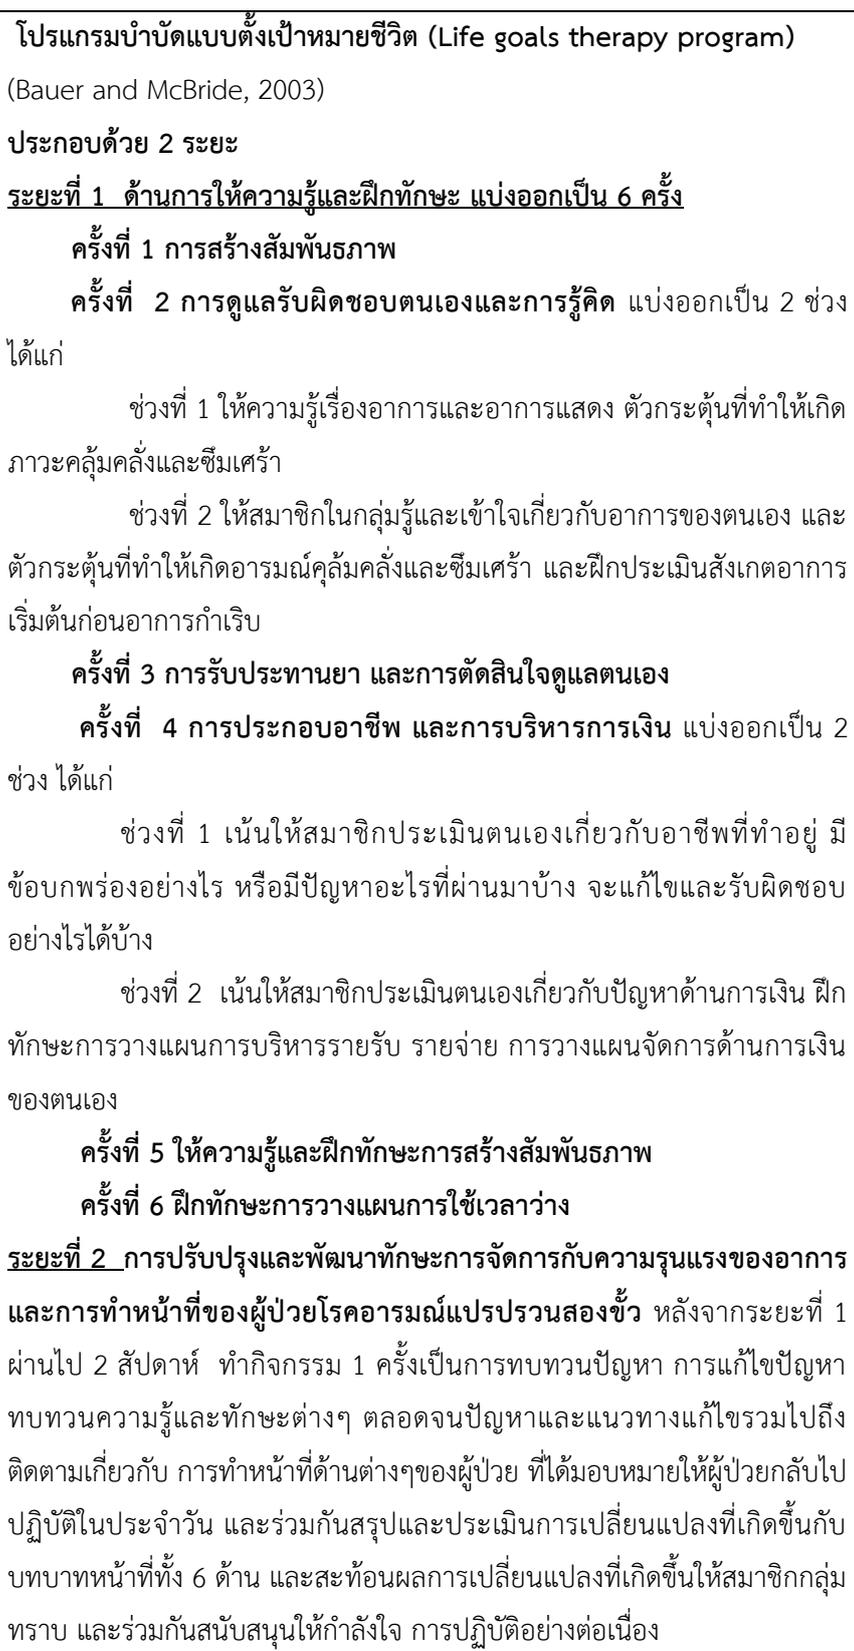 โปรแกรมบำบัดแบบตั้งเป้าหมายชีวิต (Life goals therapy program)
(Bauer and McBride, 2003)
ประกอบด้วย 2 ระยะ
ระยะที่ 1 ด้านการให้ความรู้และฝึกทักษะ แบ่งออกเป็น 6 ครั้ง
ครั้งที่ 1 การสร้างสัมพันธภาพ
ครั้งที่ 2 การดูแลรับผิดชอบตนเองและการรู้คิด แบ่งออกเป็น 2 ช่วง
ได้แก่
ช่วงที่ 1 ให้ความรู้เรื่องอาการและอาการแสดง ตัวกระตุ้นที่ทำให้เกิด
ภาวะคลุ้มคลั่งและซึมเศร้า
ช่วงที่ 2 ให้สมาชิกในกลุ่มรู้และเข้าใจเกี่ยวกับอาการของตนเอง และ
ตัวกระตุ้นที่ทำให้เกิดอารมณ์คุล้มคลั่งและซึมเศร้า และฝึกประเมินสังเกตอาการ
เริ่มต้นก่อนอาการกำเริบ
ครั้งที่ 3 การรับประทานยา และการตัดสินใจดูแลตนเอง
ครั้งที่ 4 การประกอบอาชีพ และการบริหารการเงิน แบ่งออกเป็น 2
ช่วง ได้แก่
ช่วงที่ 1 เน้นให้สมาชิกประเมินตนเองเกี่ยวกับอาชีพที่ทำอยู่ มี
ข้อบกพร่องอย่างไร หรือมีปัญหาอะไรที่ผ่านมาบ้าง จะแก้ไขและรับผิดชอบ
อย่างไรได้บ้าง
ช่วงที่ 2 เน้นให้สมาชิกประเมินตนเองเกี่ยวกับปัญหาด้านการเงิน ฝึก
ทักษะการวางแผนการบริหารรายรับ รายจ่าย การวางแผนจัดการด้านการเงิน
ของตนเอง
ครั้งที่ 5 ให้ความรู้และฝึกทักษะการสร้างสัมพันธภาพ
ครั้งที่ 6 ฝึกทักษะการวางแผนการใช้เวลาว่าง
ระยะที่ 2 การปรับปรุงและพัฒนาทักษะการจัดการกับความรุนแรงของอาการ
และการทำหน้าที่ของผู้ป่วยโรคอารมณ์แปรปรวนสองขั้ว หลังจากระยะที่ 1
ผ่านไป 2 สัปดาห์ ทำกิจกรรม 1 ครั้งเป็นการทบทวนปัญหา การแก้ไขปัญหา
ทบทวนความรู้และทักษะต่างๆ ตลอดจนปัญหาและแนวทางแก้ไขรวมไปถึง
ติดตามเกี่ยวกับ การทำหน้าที่ด้านต่างๆของผู้ป่วย ที่ได้มอบหมายให้ผู้ป่วยกลับไป
ปฏิบัติในประจำวัน และร่วมกันสรุปและประเมินการเปลี่ยนแปลงที่เกิดขึ้นกับ
บทบาทหน้าที่ทั้ง 6 ด้าน และสะท้อนผลการเปลี่ยนแปลงที่เกิดขึ้นให้สมาชิกกลุ่ม
ทราบ และร่วมกันสนับสนุนให้กำลังใจ การปฏิบัติอย่างต่อเนื่อง